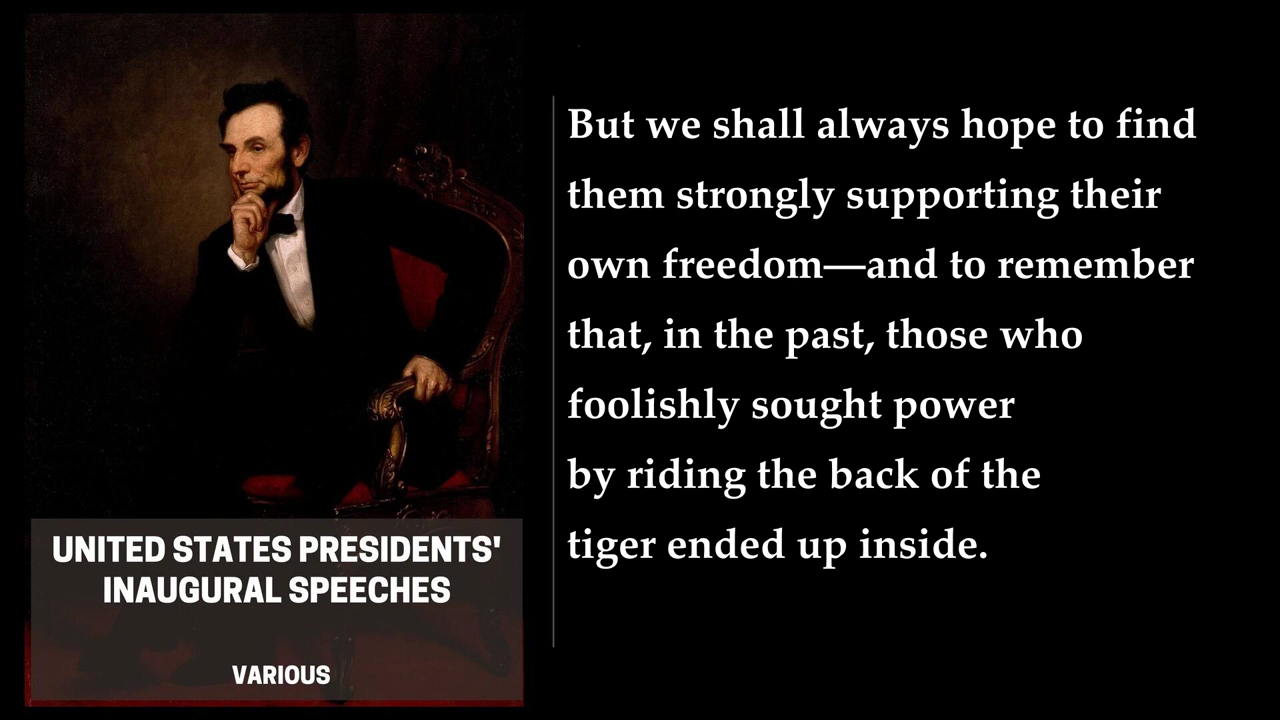 But we shall always hope to find
them strongly supporting their
own freedom—and to remember
that, in the past, those who
foolishly sought power
by riding the back of the
tiger ended up inside.
UNITED STATES PRESIDENTS'
INAUGURAL SPEECHES
VARIOUS